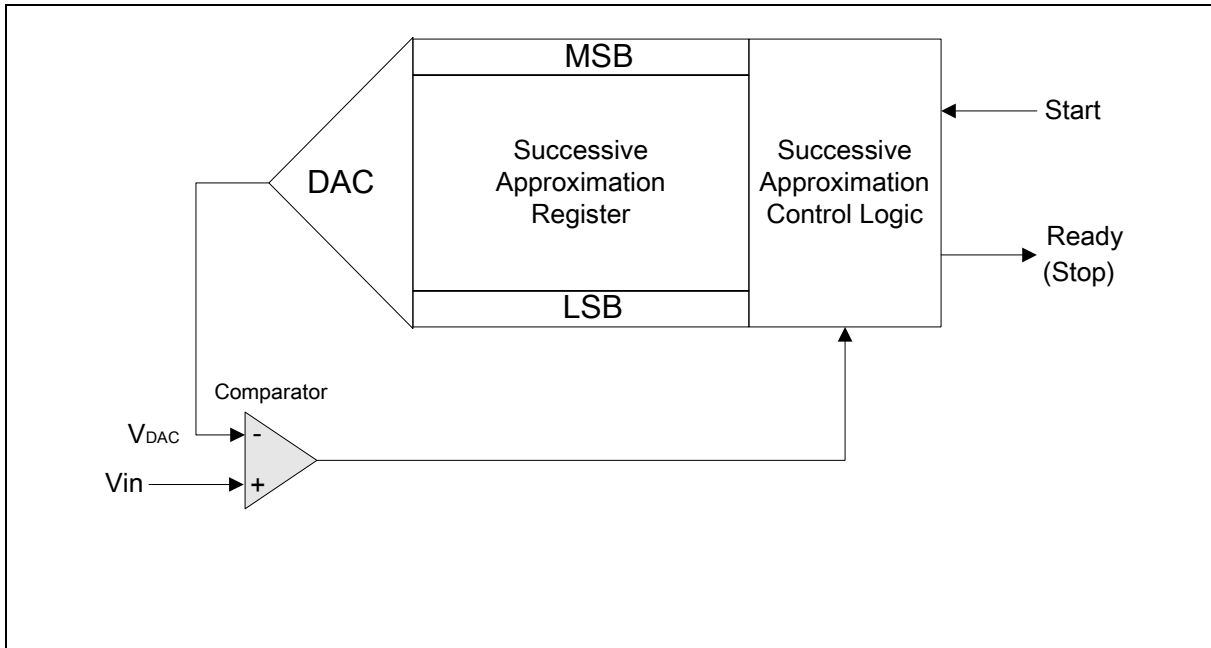 MSB
DAC
Successive
Approximation
Register
Successive
Approximation
Control Logic
LSB
Start
Ready
(Stop)
Comparator
VDAC
-
Vin
+